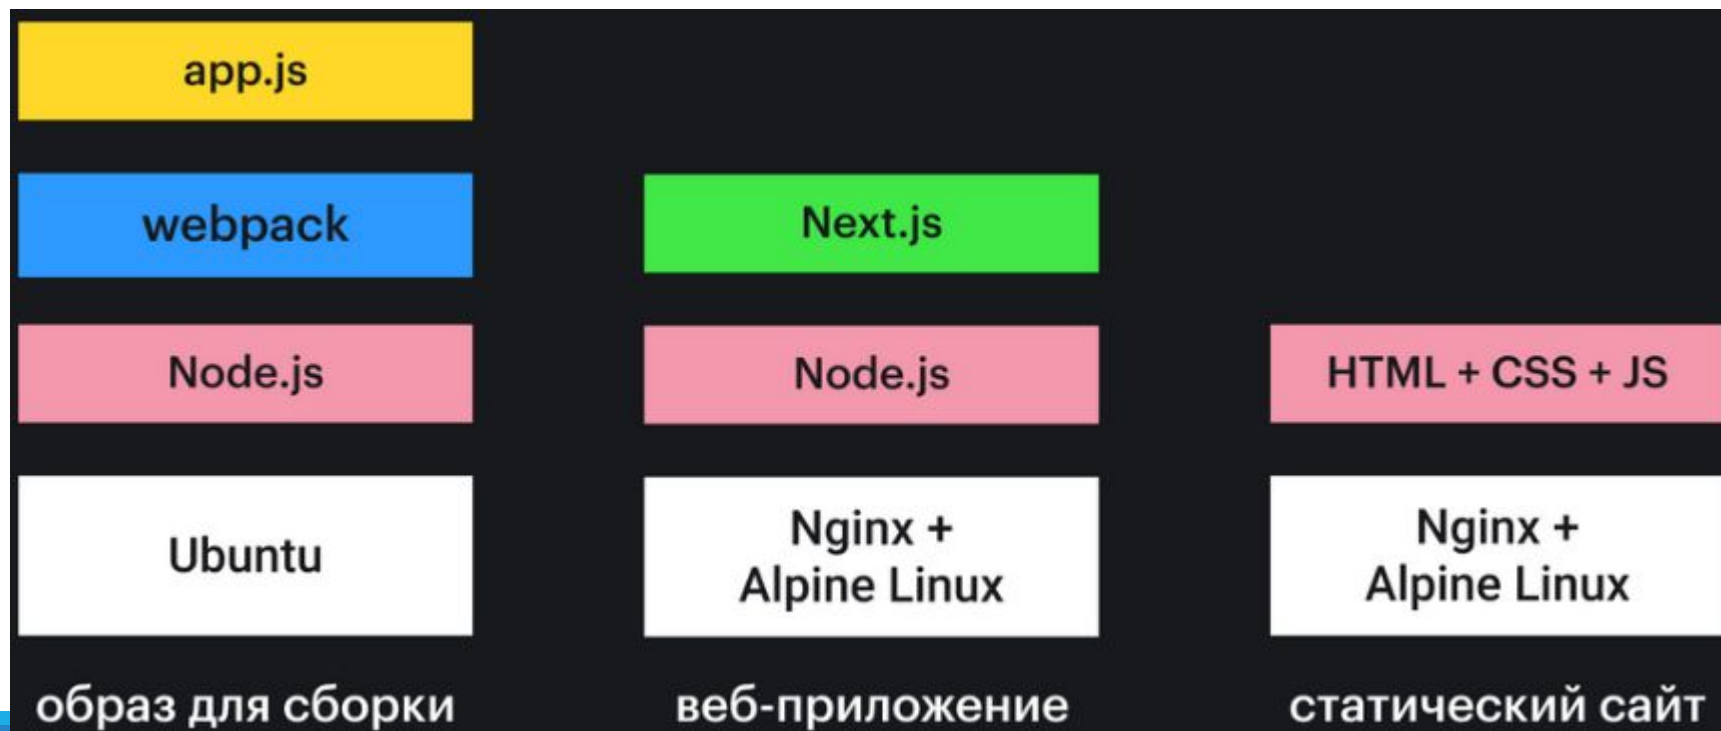 app.js
webpack
Next.js
Node.js
Node.js
HTML + CSS + JS
Ubuntu
Nginx +
Alpine Linux
Nginx +
Alpine Linux
образ для сборки
веб-приложение
статический сайт